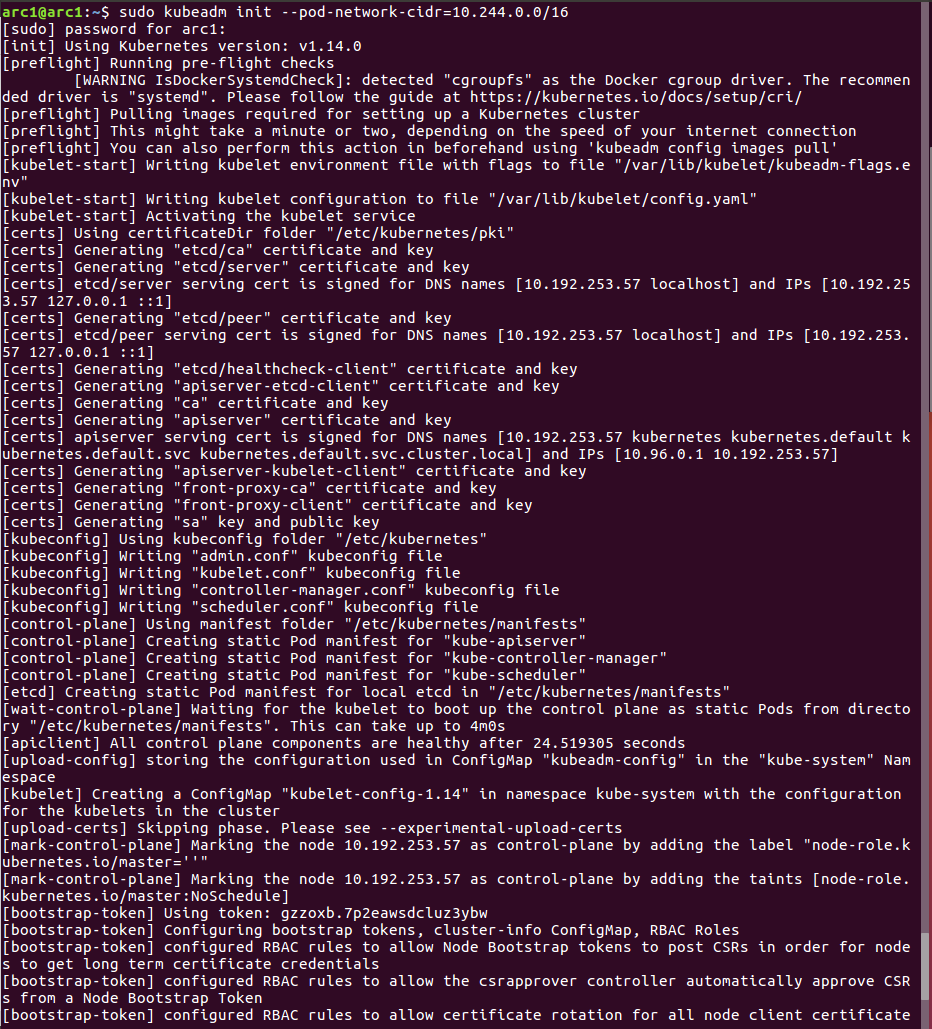 arc1@arc1:~$ sudo kubeadm init --pod-network-cidr=10.244.0.0/16
[sudo] password for arc1:
[init] Using Kubernetes version: v1.14.0
[preflight] Running pre-flight checks
        [WARNING IsDockerSystemdCheck]: detected "cgroupfs" as the Docker cgroup driver. The recommen
ded driver is "systemd". Please follow the guide at https://kubernetes.io/docs/setup/cri/
[preflight] Pulling images required for setting up a Kubernetes cluster
[preflight] This might take a minute or two, depending on the speed of your internet connection
[preflight] You can also perform this action in beforehand using 'kubeadm config images pull'
[kubelet-start] Writing kubelet environment file with flags to file "/var/lib/kubelet/kubeadm-flags.e
nv"
[kubelet-start] Writing kubelet configuration to file "/var/lib/kubelet/config.yaml"
[kubelet-start] Activating the kubelet service
[certs] Using certificateDir folder "/etc/kubernetes/pki"
[certs] Generating "etcd/ca" certificate and key
[certs] Generating "etcd/server" certificate and key
[certs] etcd/server serving cert is signed for DNS names [10.192.253.57 localhost] and IPs [10.192.25
3.57 127.0.0.1 ::1]
[certs] Generating "etcd/peer" certificate and key
[certs] etcd/peer serving cert is signed for DNS names [10.192.253.57 localhost] and IPs [10.192.253.
57 127.0.0.1 ::1]
[certs] Generating "etcd/healthcheck-client" certificate and key
[certs] Generating "apiserver-etcd-client" certificate and key
[certs] Generating "ca" certificate and key
[certs] Generating "apiserver" certificate and key
[certs] apiserver serving cert is signed for DNS names [10.192.253.57 kubernetes kubernetes.default k
ubernetes.default.svc kubernetes.default.svc.cluster.local] and IPs [10.96.0.1 10.192.253.57]
[certs] Generating "apiserver-kubelet-client" certificate and key
[certs] Generating "front-proxy-ca" certificate and key
[certs] Generating "front-proxy-client" certificate and key
[certs] Generating "sa" key and public key
[kubeconfig] Using kubeconfig folder "/etc/kubernetes"
[kubeconfig] Writing "admin.conf" kubeconfig file
[kubeconfig] Writing "kubelet.conf" kubeconfig file
[kubeconfig] Writing "controller-manager.conf" kubeconfig file
[kubeconfig] Writing "scheduler.conf" kubeconfig file
[control-plane] Using manifest folder "/etc/kubernetes/manifests"
[control-plane] Creating static Pod manifest for "kube-apiserver"
[control-plane] Creating static Pod manifest for "kube-controller-manager"
[control-plane] Creating static Pod manifest for "kube-scheduler"
[etcd] Creating static Pod manifest for local etcd in "/etc/kubernetes/manifests"
[wait-control-plane] Waiting for the kubelet to boot up the control plane as static Pods from directo
ry "/etc/kubernetes/manifests". This can take up to 4m0s
[apiclient] All control plane components are healthy after 24.519305 seconds
[upload-config] storing the configuration used in ConfigMap "kubeadm-config" in the "kube-system" Nam
espace
[kubelet] Creating a ConfigMap "kubelet-config-1.14" in namespace kube-system with the configuration
for the kubelets in the cluster
[upload-certs] Skipping phase. Please see --experimental-upload-certs
[mark-control-plane] Marking the node 10.192.253.57 as control-plane by adding the label "node-role.k
ubernetes.io/master=''"
[mark-control-plane] Marking the node 10.192.253.57 as control-plane by adding the taints [node-role.
kubernetes.io/master:NoSchedule]
[bootstrap-token] Using token: gzzoxb.7p2eawsdcluz3ybw
[bootstrap-token] Configuring bootstrap tokens, cluster-info ConfigMap, RBAC Roles
[bootstrap-token] configured RBAC rules to allow Node Bootstrap tokens to post CSRs in order for node
s to get long term certificate credentials
[bootstrap-token] configured RBAC rules to allow the csrapprover controller automatically approve CSR
s from a Node Bootstrap Token
[bootstrap-token] configured RBAC rules to allow certificate rotation for all node client certificate